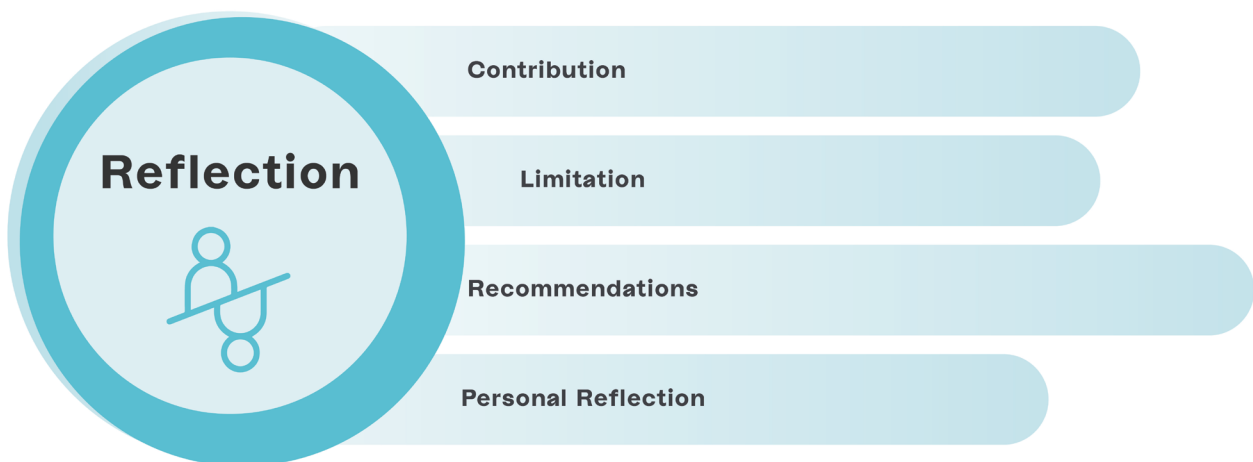 Reflection
Contribution
Limitation
Recommendations
Personal Reflection